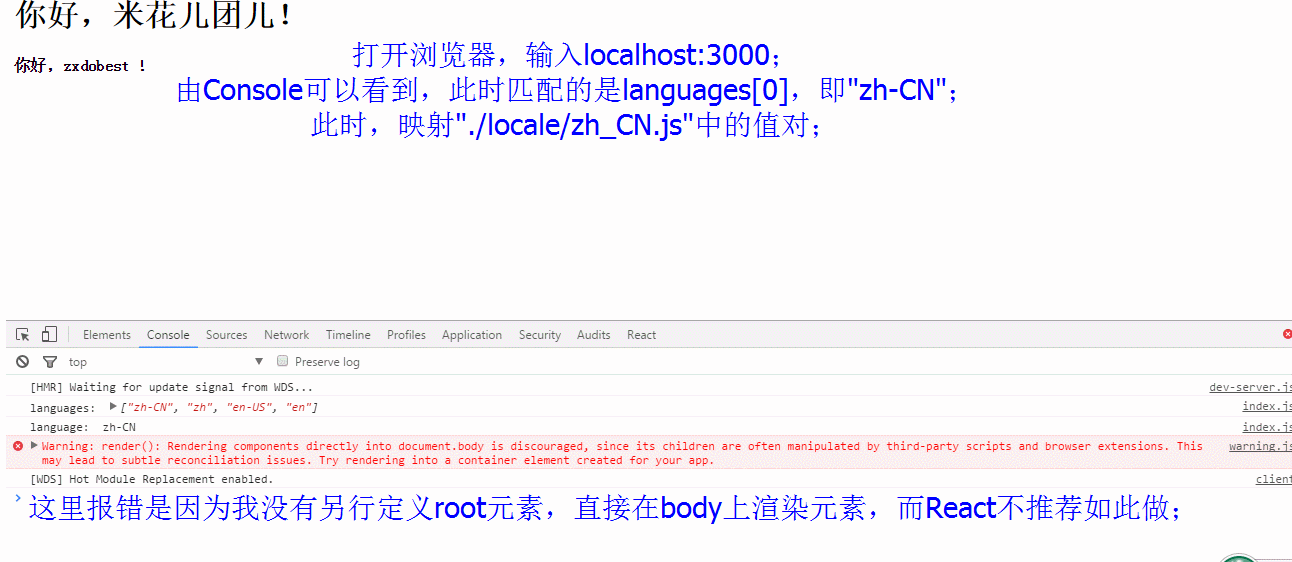 你好，米花儿团儿！
打开浏览器，输入localhost:3000；
你好，zxdobest ！
由Console可以看到，此时匹配的是languages[0]，即"zh-CN"；
此时，映射"./locale/zh_CN.js"中的值对；
Elements Console Sources Network Timeline Profiles Application Security Audits React
top Preserve log
[HMR] Waiting for update signal from WDS... dev-server.js
languages: ["zh-CN", "zh", "en-US", "en"] index.js
language: zh-CN index.js
Warning: render(): Rendering components directly into document.body is discouraged, since its children are often manipulated by third-party scripts and browser extensions. This warning.js
may lead to subtle reconciliation issues. Try rendering into a container element created for your app.
[WDS] Hot Module Replacement enabled. client
这里报错是因为我没有另行定义root元素，直接在body上渲染元素，而React不推荐如此做；